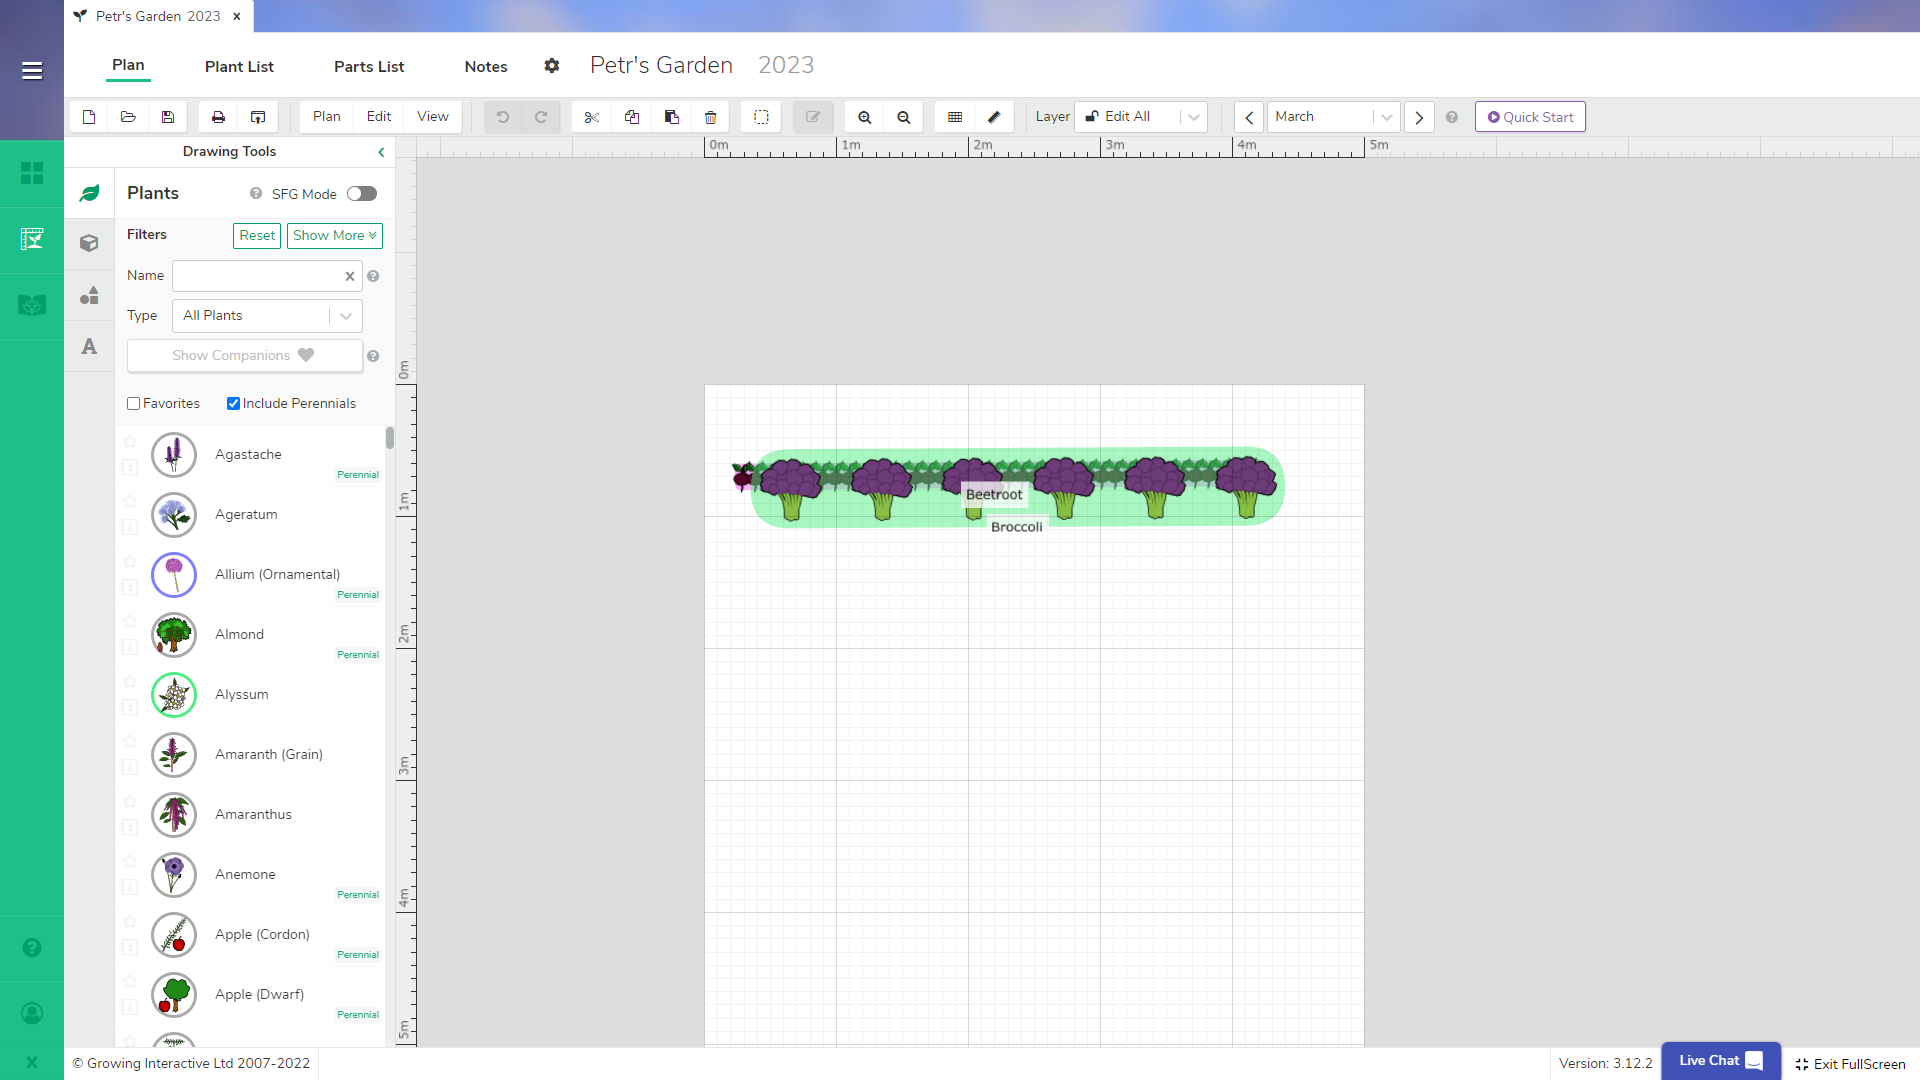 Petr's Garden 2023
Plan
Plant List
Parts List
Notes
Petr's Garden 2023
Plan
Edit
View
Layer
Edit All
March
Quick Start
Drawing Tools
0m
1m
2m
3m
4m
5m
Plants
SFG Mode
Filters
Reset
Show More
Name
Type
All Plants
Show Companions
Favorites
Include Perennials
Agastache
Perennial
Ageratum
Allium (Ornamental)
Perennial
Almond
Perennial
Alyssum
Amaranth (Grain)
Amaranthus
Anemone
Perennial
Apple (Cordon)
Perennial
Apple (Dwarf)
Perennial
0m
1m
2m
3m
4m
5m
Beetroot
Broccoli
© Growing Interactive Ltd 2007-2022
Version: 3.12.2
Live Chat
Exit FullScreen